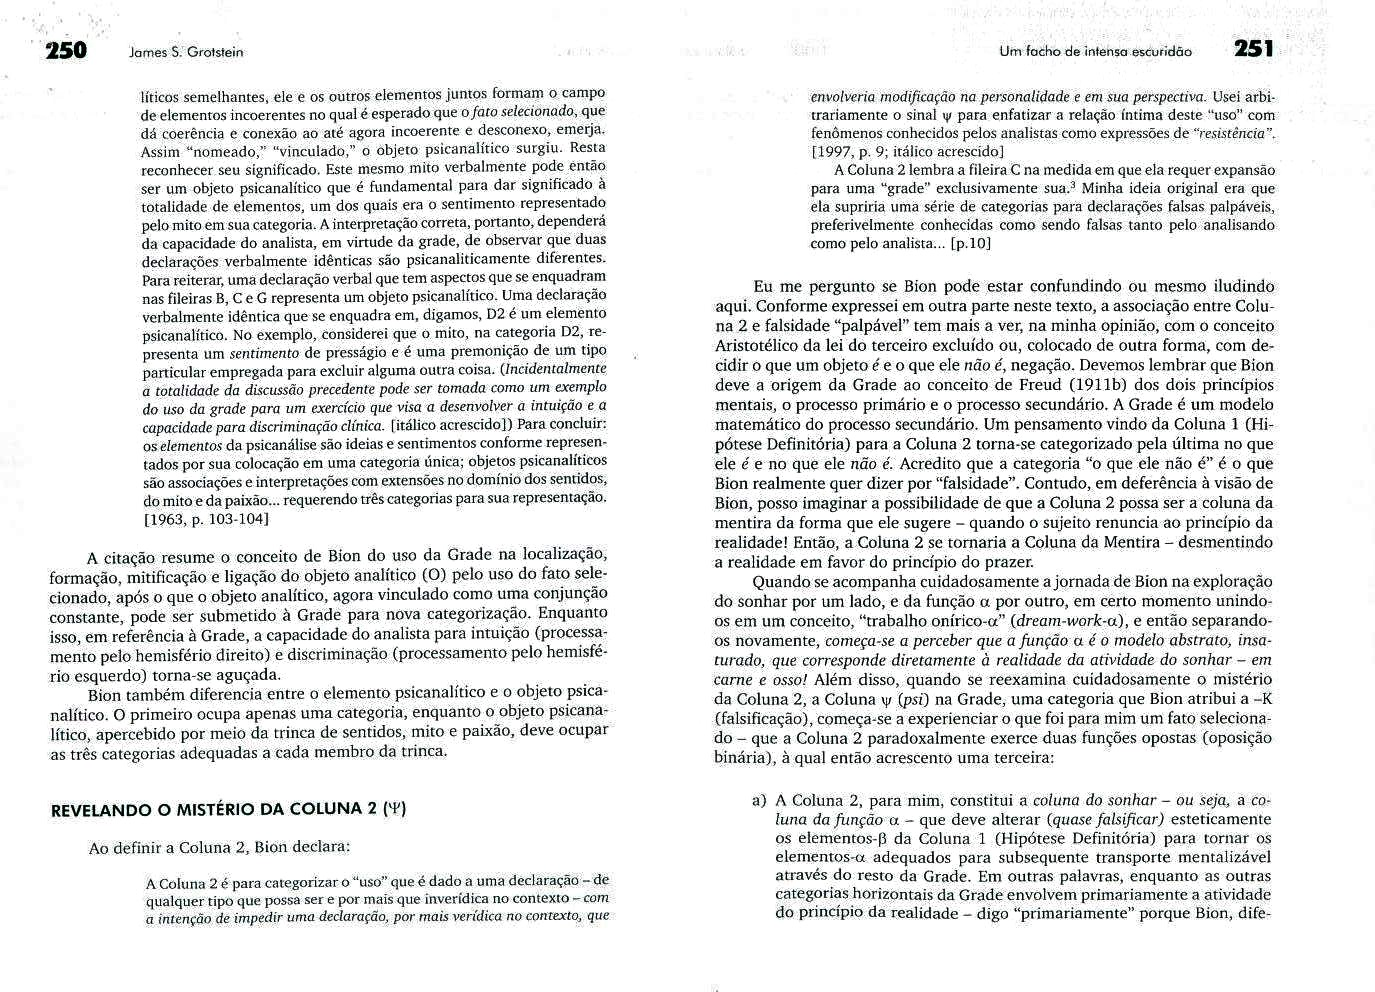 250 James S. Grotstein
líticos semelhantes, ele e os outros elementos juntos formam o campo
de elementos incoerentes no qual é esperado que o fato selecionado, que
dá coerência e conexão ao até agora incoerente e desconexo, emerja.
Assim “nomeado,” “vinculado,” o objeto psicanalítico surgiu. Resta
reconhecer seu significado. Este mesmo mito verbalmente pode então
ser um objeto psicanalítico que é fundamental para dar significado à
totalidade de elementos, um dos quais era o sentimento representado
pelo mito em sua categoria. A interpretação correta, portanto, dependerá
da capacidade do analista, em virtude da grade, de observar que duas
declarações verbalmente idênticas são psicanaliticamente diferentes.
Para reiterar, uma declaração verbal que tem aspectos que se enquadram
nas fileiras B, C e G representa um objeto psicanalítico. Uma declaração
verbalmente idêntica que se enquadra em, digamos, D2 é um elemento
psicanalítico. No exemplo, considerei que o mito, na categoria D2, re-
presenta um sentimento de presságio e é uma premonição de um tipo
particular empregada para excluir alguma outra coisa. (Incidentalmente
a totalidade da discussão precedente pode ser tomada como um exemplo
do uso da grade para um exercício que visa a desenvolver a intuição e a
capacidade para discriminação clínica. [itálico acrescido]) Para concluir:
os elementos da psicanálise são ideias e sentimentos conforme represen-
tados por sua colocação em uma categoria única; objetos psicanalíticos
são associações e interpretações com extensões no domínio dos sentidos,
do mito e da paixão... requerendo três categorias para sua representação.
[1963, p. 103-104]
A citação resume o conceito de Bion do uso da Grade na localização,
formação, mitificação e ligação do objeto analítico (O) pelo uso do fato sele-
cionado, após o que o objeto analítico, agora vinculado como uma conjunção
constante, pode ser submetido à Grade para nova categorização. Enquanto
isso, em referência à Grade, a capacidade do analista para intuição (processa-
mento pelo hemisfério direito) e discriminação (processamento pelo hemisfé-
rio esquerdo) torna-se aguçada.
Bion também diferencia entre o elemento psicanalítico e o objeto psica-
nalítico. O primeiro ocupa apenas uma categoria, enquanto o objeto psicana-
lítico, apercebido por meio da trinca de sentidos, mito e paixão, deve ocupar
as três categorias adequadas a cada membro da trinca.
REVELANDO O MISTÉRIO DA COLUNA 2 (Ψ)
Ao definir a Coluna 2, Bion declara:
A Coluna 2 é para categorizar o “uso” que é dado a uma declaração – de
qualquer tipo que possa ser e por mais que inverídica no contexto – com
a intenção de impedir uma declaração, por mais verídica no contexto, que
Um facho de intensa escuridão 251
envolveria modificação na personalidade e em sua perspectiva. Usei arbi-
trariamente o sinal ψ para enfatizar a relação íntima deste “uso” com
fenômenos conhecidos pelos analistas como expressões de “resistência”.
[1997, p. 9; itálico acrescido]
A Coluna 2 lembra a fileira C na medida em que ela requer expansão
para uma “grade” exclusivamente sua.³ Minha ideia original era que
ela supriria uma série de categorias para declarações falsas palpáveis,
preferivelmente conhecidas como sendo falsas tanto pelo analisando
como pelo analista... [p.10]
Eu me pergunto se Bion pode estar confundindo ou mesmo iludindo
aqui. Conforme expressei em outra parte neste texto, a associação entre Colu-
na 2 e falsidade “palpável” tem mais a ver, na minha opinião, com o conceito
Aristotélico da lei do terceiro excluído ou, colocado de outra forma, com de-
cidir o que um objeto é e o que ele não é, negação. Devemos lembrar que Bion
deve a origem da Grade ao conceito de Freud (1911b) dos dois princípios
mentais, o processo primário e o processo secundário. A Grade é um modelo
matemático do processo secundário. Um pensamento vindo da Coluna 1 (Hi-
pótese Definitória) para a Coluna 2 torna-se categorizado pela última no que
ele é e no que ele não é. Acredito que a categoria “o que ele não é” é o que
Bion realmente quer dizer por “falsidade”. Contudo, em deferência à visão de
Bion, posso imaginar a possibilidade de que a Coluna 2 possa ser a coluna da
mentira da forma que ele sugere – quando o sujeito renuncia ao princípio da
realidade! Então, a Coluna 2 se tornaria a Coluna da Mentira – desmentindo
a realidade em favor do princípio do prazer.
Quando se acompanha cuidadosamente a jornada de Bion na exploração
do sonhar por um lado, e da função α por outro, em certo momento unindo-
os em um conceito, “trabalho onírico-α” (dream-work-α), e então separando-
os novamente, começa-se a perceber que a função α é o modelo abstrato, insa-
turado, que corresponde diretamente à realidade da atividade do sonhar – em
carne e osso! Além disso, quando se reexamina cuidadosamente o mistério
da Coluna 2, a Coluna ψ (psi) na Grade, uma categoria que Bion atribui a –K
(falsificação), começa-se a experienciar o que foi para mim um fato seleciona-
do – que a Coluna 2 paradoxalmente exerce duas funções opostas (oposição
binária), à qual então acrescento uma terceira:
a) A Coluna 2, para mim, constitui a coluna do sonhar – ou seja, a co-
luna da função α – que deve alterar (quase falsificar) esteticamente
os elementos-β da Coluna 1 (Hipótese Definitória) para tornar os
elementos-α adequados para subsequente transporte mentalizável
através do resto da Grade. Em outras palavras, enquanto as outras
categorias horizontais da Grade envolvem primariamente a atividade
do princípio da realidade – digo “primariamente” porque Bion, dife-